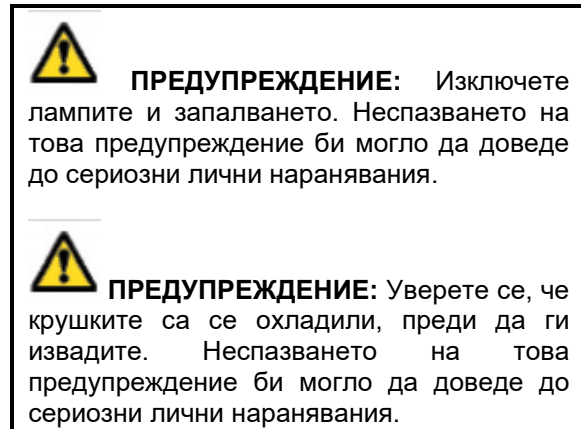 ПРЕДУПРЕЖДЕНИЕ: Изключете
лампите и запалването. Неспазването на
това предупреждение би могло да доведе
до сериозни лични наранявания.
ПРЕДУПРЕЖДЕНИЕ: Уверете се, че
крушките са се охладили, преди да ги
извадите. Неспазването на това
предупреждение би могло да доведе до
сериозни лични наранявания.